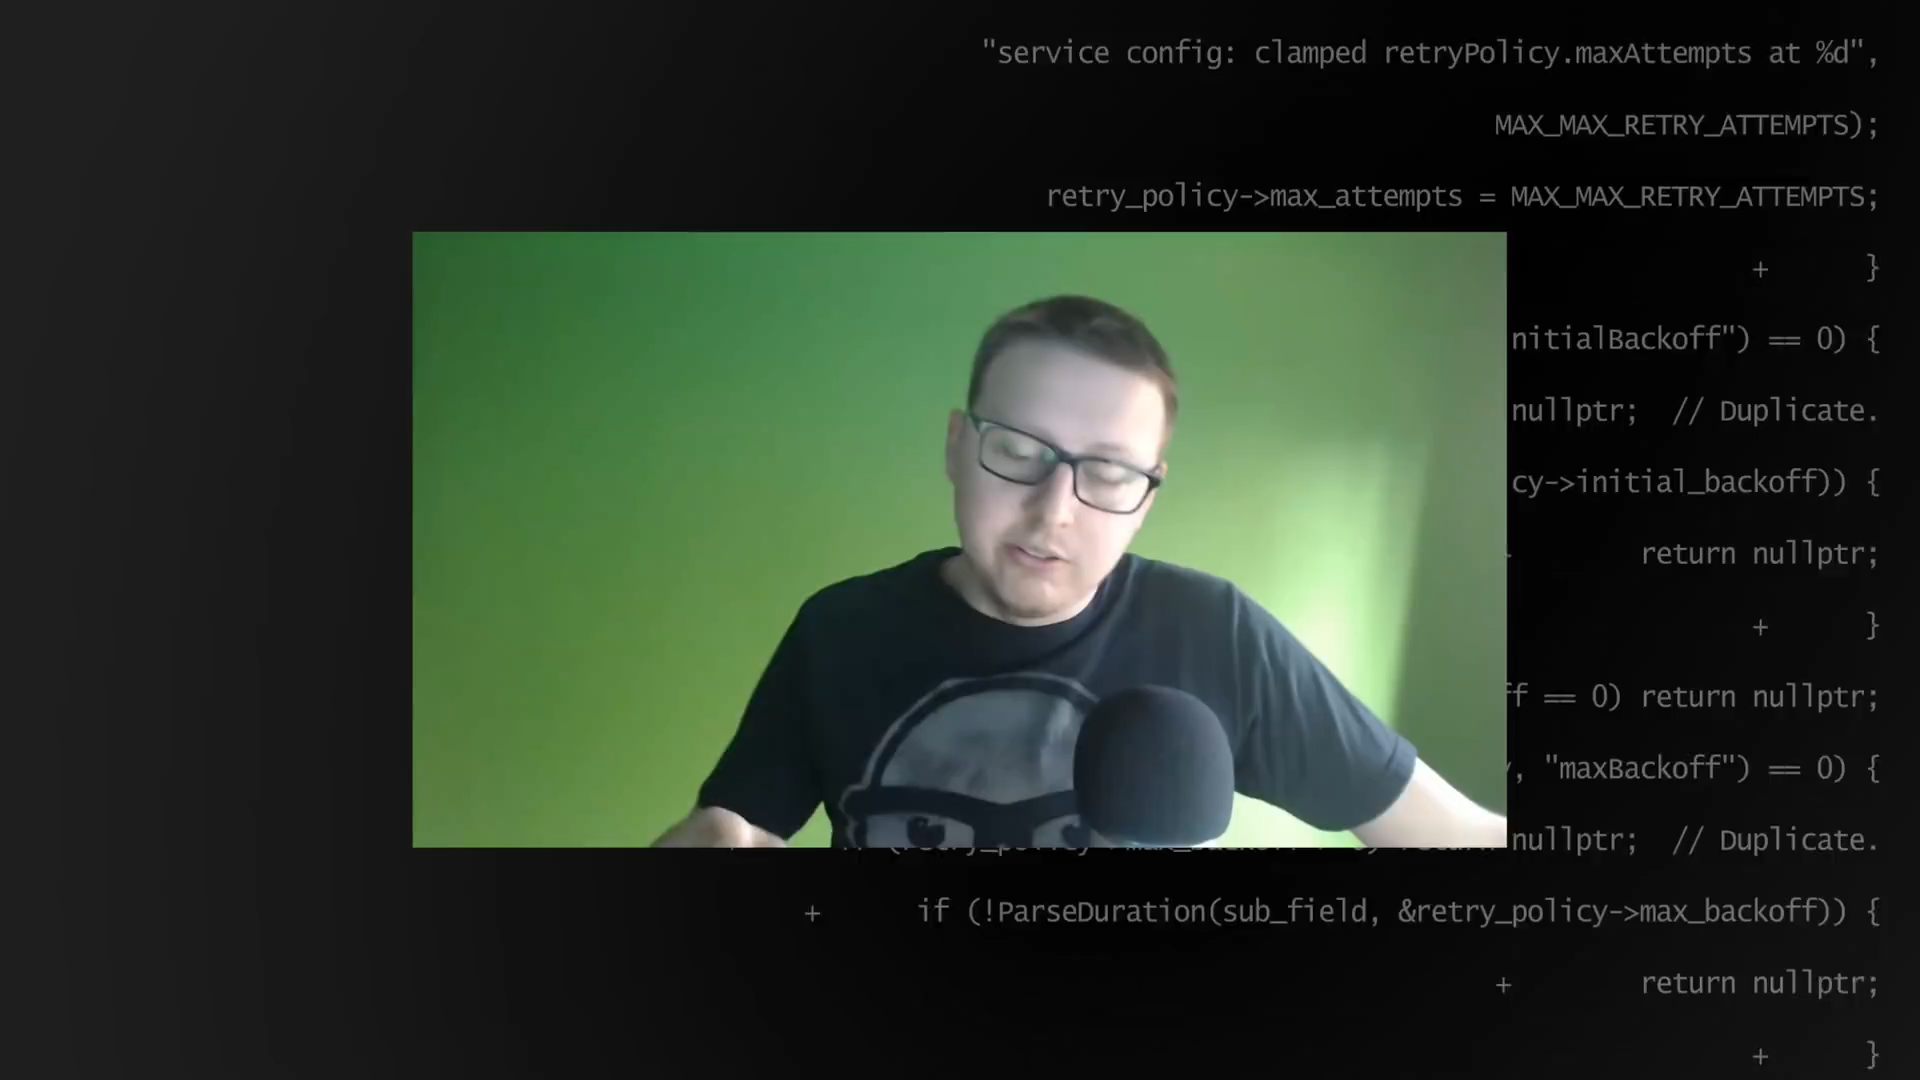 "service config: clamped retryPolicy.maxAttempts at %d",
MAX_MAX_RETRY_ATTEMPTS);
retry_policy->max_attempts = MAX_MAX_RETRY_ATTEMPTS;
+ }
nitialBackoff") == 0) {
nullptr; // Duplicate.
cy->initial_backoff)) {
return nullptr;
+ }
ff == 0) return nullptr;
, "maxBackoff") == 0) {
nullptr; // Duplicate.
+ if (!ParseDuration(sub_field, &retry_policy->max_backoff)) {
+ return nullptr;
+ }